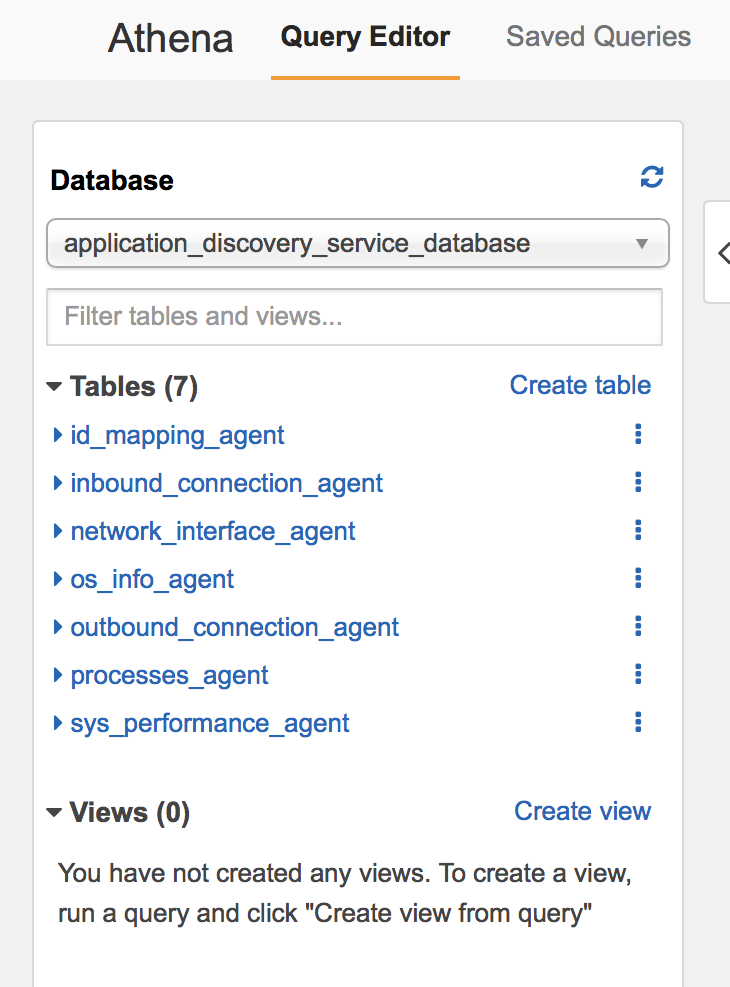 Athena Query Editor Saved Queries
Database
application_discovery_service_database
Filter tables and views...
Tables (7) Create table
id_mapping_agent
inbound_connection_agent
network_interface_agent
os_info_agent
outbound_connection_agent
processes_agent
sys_performance_agent
Views (0) Create view
You have not created any views. To create a view,
run a query and click "Create view from query"